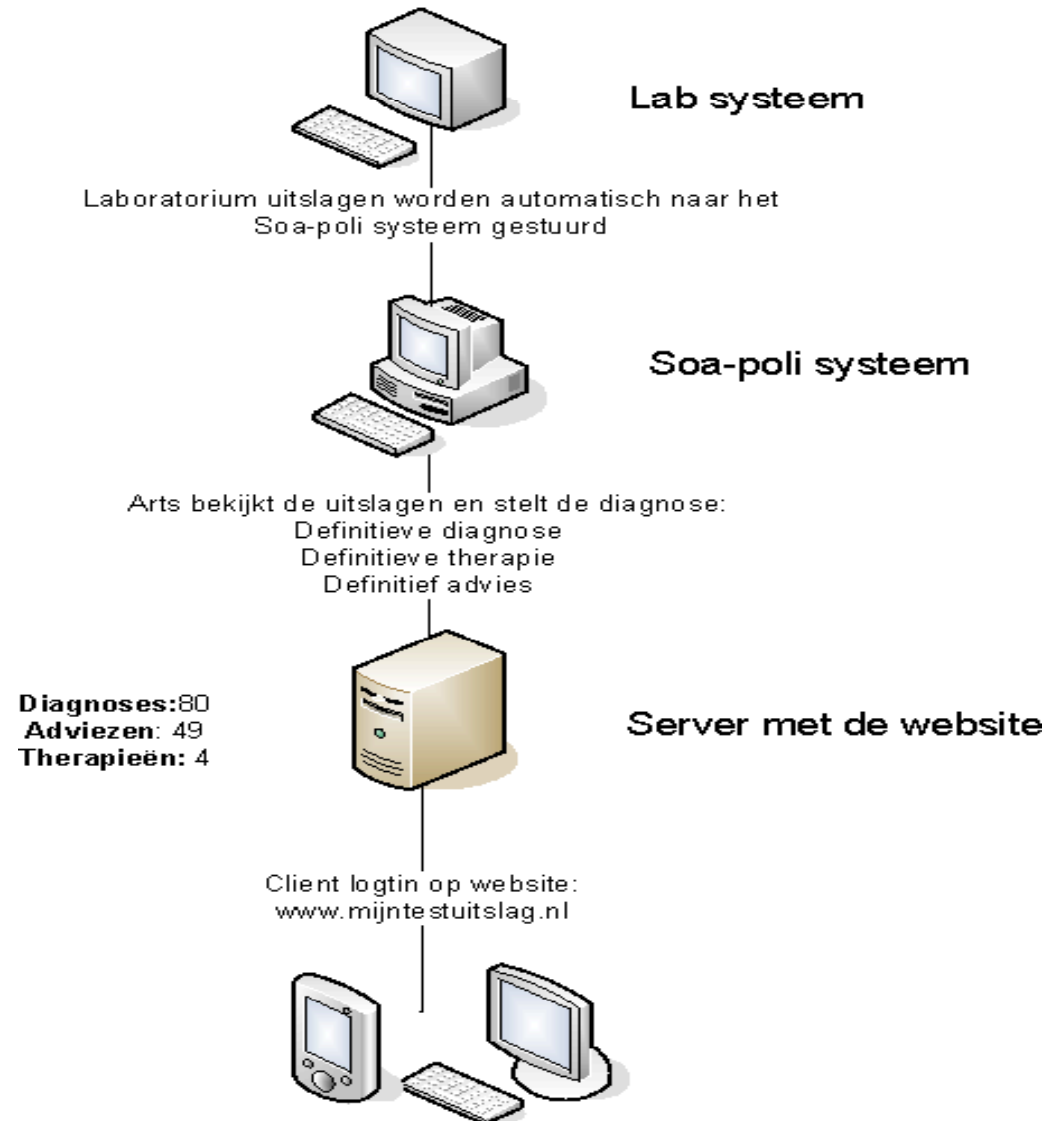 Lab systeem
Laboratorium uitslagen worden automatisch naar het
Soa-poli systeem gestuurd
Soa-poli systeem
Arts bekijkt de uitslagen en stelt de diagnose:
Definitieve diagnose
Definitieve therapie
Definitief advies
Diagnoses:80
Adviezen: 49
Therapieën: 4
Server met de website
Client logtin op website:
www.mijntestuitslag.nl